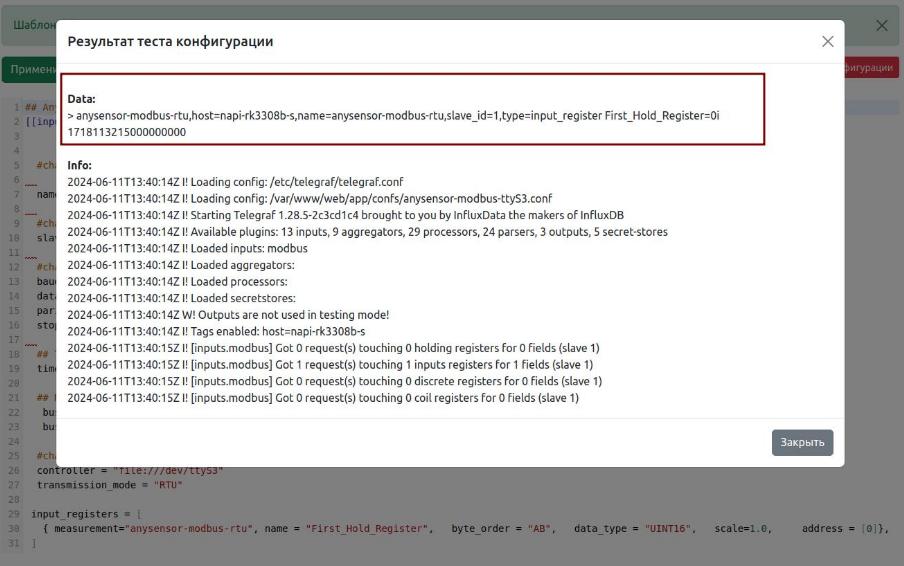 Шаблон
Результат теста конфигурации
Примени
фигурации
Data:
> anysensor-modbus-rtu,host=napi-rk3308b-s,name=anysensor-modbus-rtu,slave_id=1,type=input_register First_Hold_Register=0i
1718113215000000000
Info:
2024-06-11T13:40:14Z I! Loading config: /etc/telegraf/telegraf.conf
2024-06-11T13:40:14Z I! Loading config: /var/www/web/app/confs/anysensor-modbus-ttyS3.conf
2024-06-11T13:40:14Z I! Starting Telegraf 1.28.5-2c3cd1c4 brought to you by InfluxData the makers of InfluxDB
2024-06-11T13:40:14Z I! Available plugins: 13 inputs, 9 aggregators, 29 processors, 24 parsers, 3 outputs, 5 secret-stores
2024-06-11T13:40:14Z I! Loaded inputs: modbus
2024-06-11T13:40:14Z I! Loaded aggregators:
2024-06-11T13:40:14Z I! Loaded processors:
2024-06-11T13:40:14Z I! Loaded secretstores:
2024-06-11T13:40:14Z W! Outputs are not used in testing mode!
2024-06-11T13:40:14Z I! Tags enabled: host=napi-rk3308b-s
2024-06-11T13:40:15Z I! [inputs.modbus] Got 0 request(s) touching 0 holding registers for 0 fields (slave 1)
2024-06-11T13:40:15Z I! [inputs.modbus] Got 1 request(s) touching 1 inputs registers for 1 fields (slave 1)
2024-06-11T13:40:15Z I! [inputs.modbus] Got 0 request(s) touching 0 discrete registers for 0 fields (slave 1)
2024-06-11T13:40:15Z I! [inputs.modbus] Got 0 request(s) touching 0 coil registers for 0 fields (slave 1)
Закрыть
1 ## An
2 [[inp
3
5 #cha
6
7 nam
8
9 #cha
10 slav
11
12 #cha
13 baud
14 data
15 pari
16 stop
17
18 ## T
19 time
20
21
22 bus
23 bus
24
25 #cha
26 controller = "file:///dev/ttyS3"
27 transmission_mode = "RTU"
28
29 input_registers = [
30 { measurement="anysensor-modbus-rtu", name = "First_Hold_Register", byte_order = "AB", data_type = "UINT16", scale=1.0, address = [0]},
31 ]